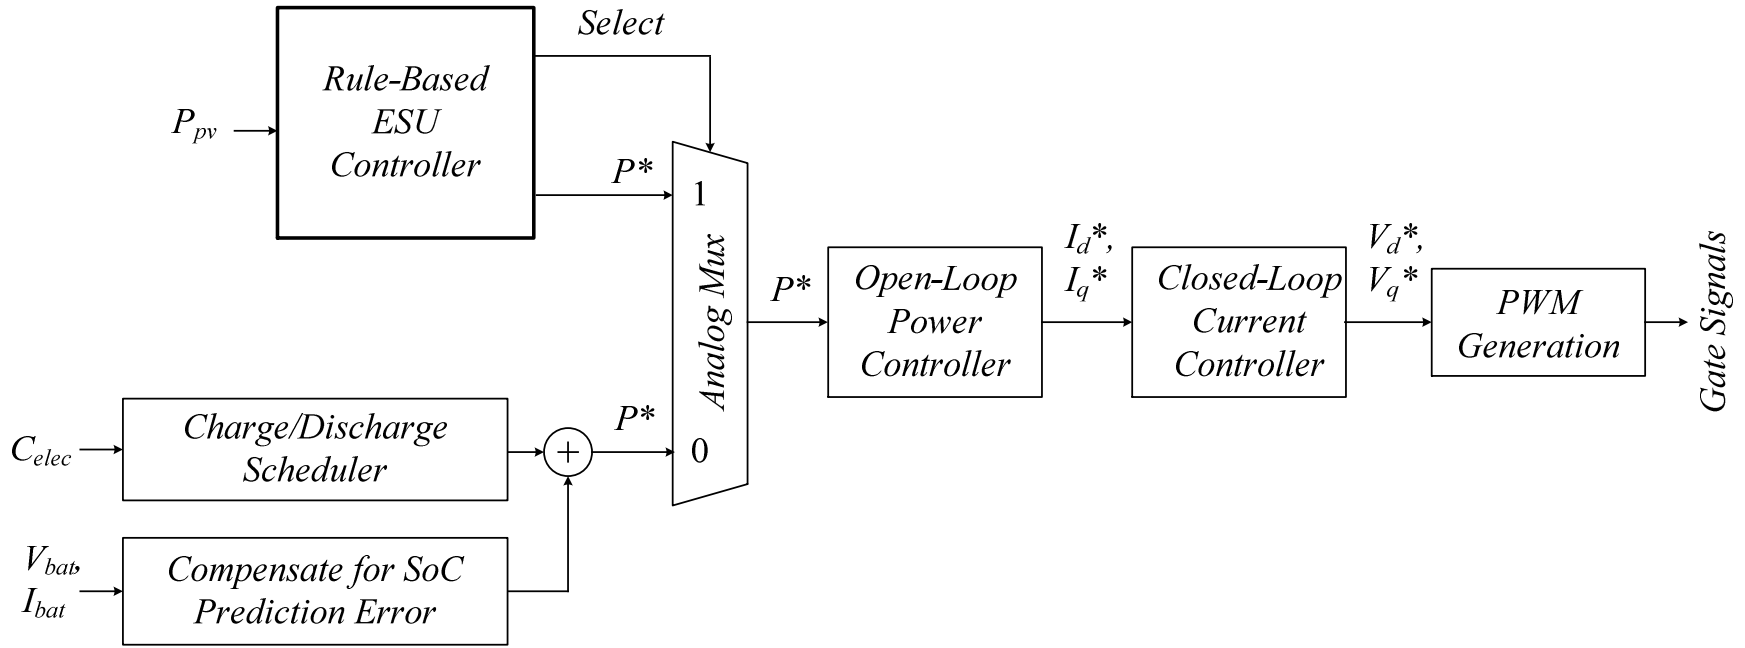 Select
Rule-Based
ESU
Controller
P_pv
P*
1
Analog Mux
0
P*
P*
Open-Loop
Power
Controller
I_d*,
I_q*
Closed-Loop
Current
Controller
V_d*,
V_q*
PWM
Generation
Gate Signals
C_elec
Charge/Discharge
Scheduler
+
V_bat,
I_bat
Compensate for SoC
Prediction Error